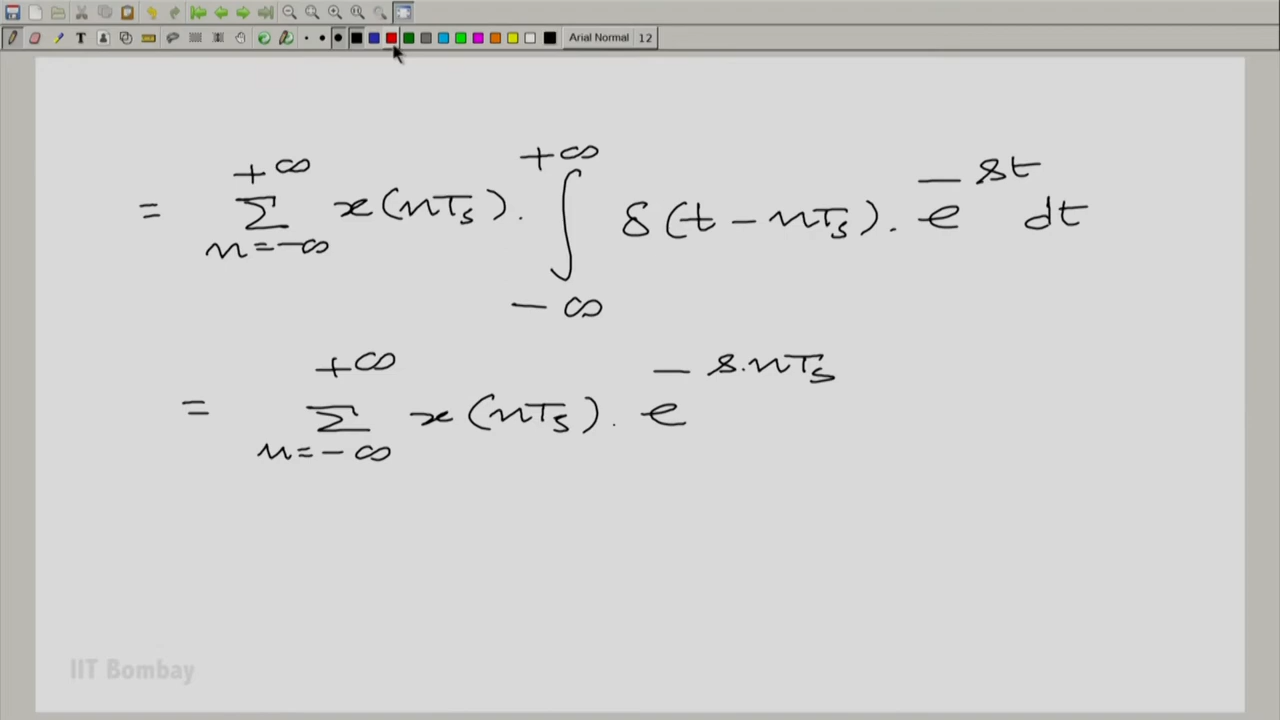 Arial Normal 12
= +∞ Σ n=-∞ x(nTs). +∞ ∫ -∞ δ(t - nTs). e - st dt
= +∞ Σ n=-∞ x(nTs). e - s.nTs
IIT Bombay